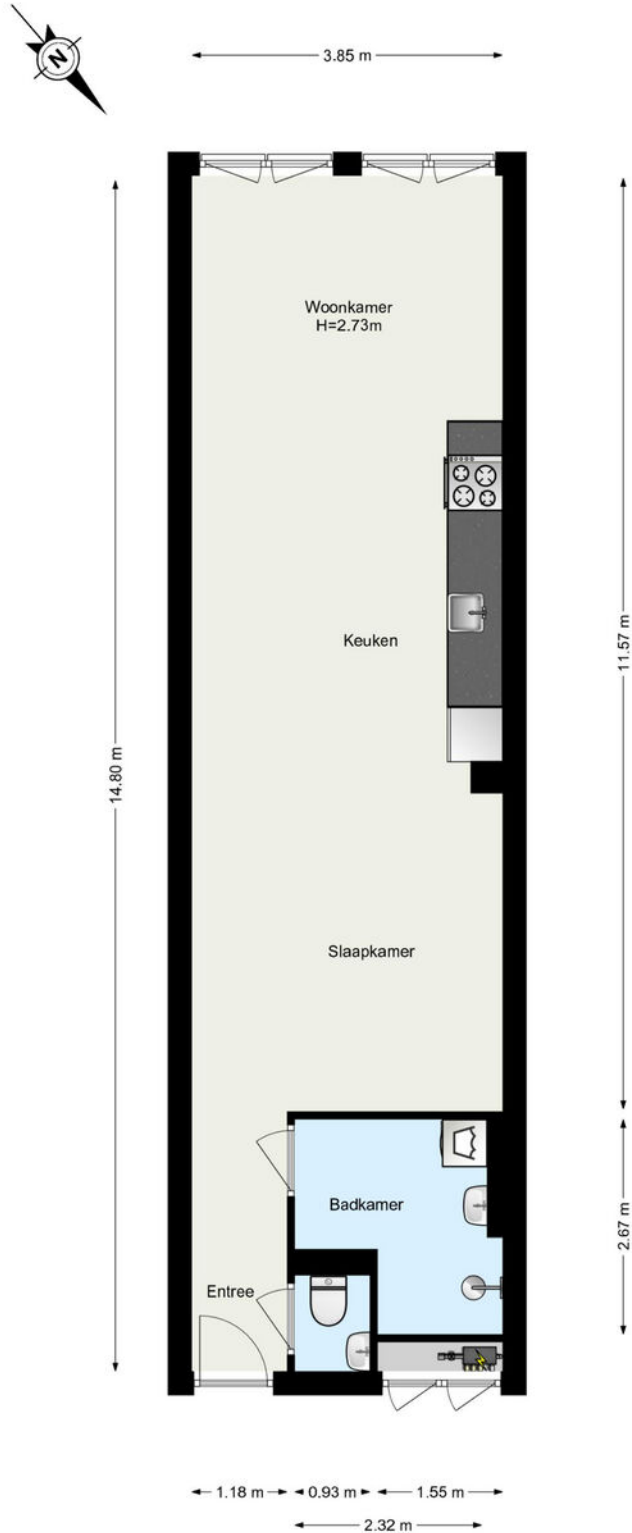 N
3.85 m
Woonkamer
H=2.73m
Keuken
11.57 m
14.80 m
Slaapkamer
Badkamer
2.67 m
Entree
1.18 m
0.93 m
1.55 m
2.32 m